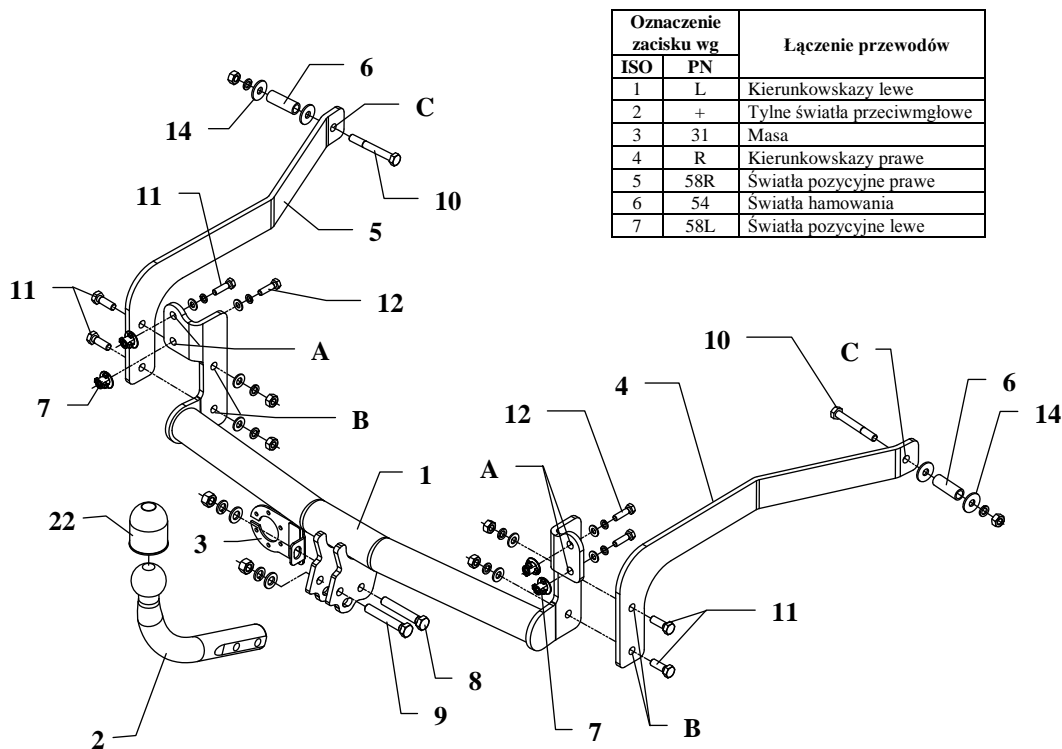 Oznaczenie zacisku wg
Łączenie przewodów
ISO PN
1 L Kierunkowskazy lewe
2 + Tylne światła przeciwmgłowe
3 31 Masa
4 R Kierunkowskazy prawe
5 58R Światła pozycyjne prawe
6 54 Światła hamowania
7 58L Światła pozycyjne lewe
6
C
14
10
11
5
11
12
A
10
C
7
B
4
6
12
14
1
A
22
3
11
8
9
7
B
2